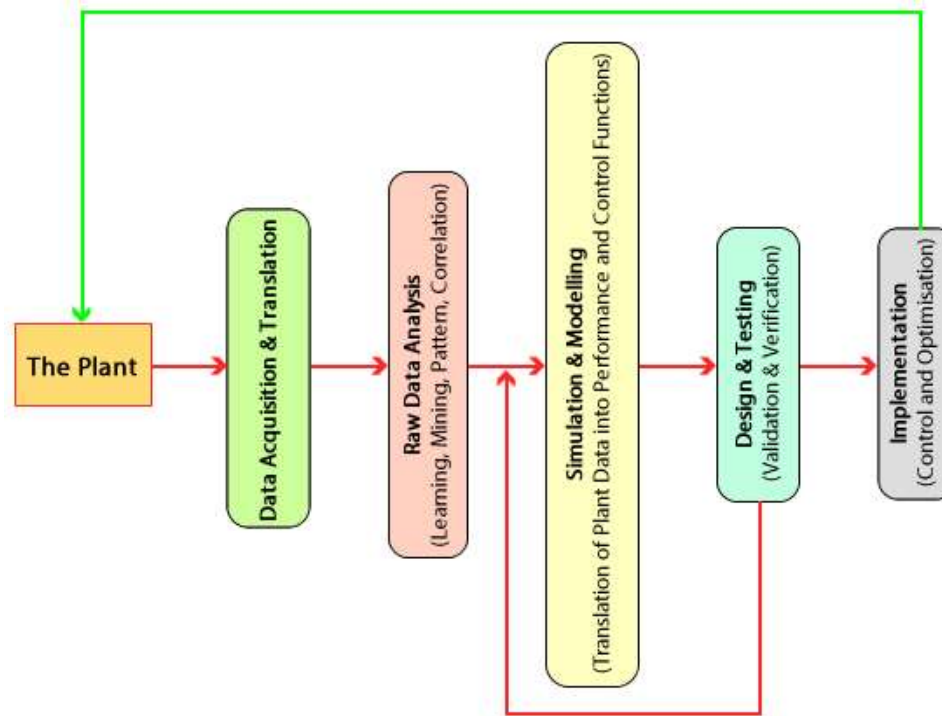 The Plant
Data Acquisition & Translation
Raw Data Analysis
(Learning, Mining, Pattern, Correlation)
Simulation & Modelling
(Translation of Plant Data into Performance and Control Functions)
Design & Testing
(Validation & Verification)
Implementation
(Control and Optimisation)